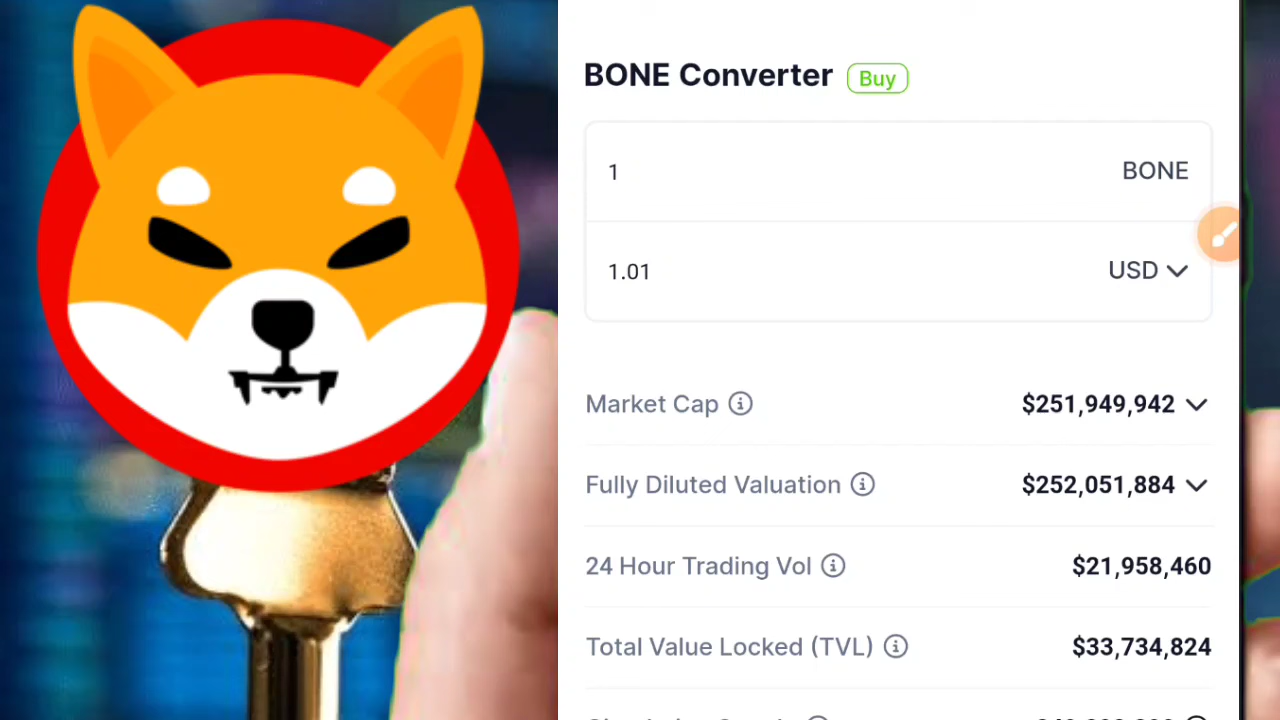 BONE Converter Buy
1 BONE
1.01 USD
Market Cap $251,949,942
Fully Diluted Valuation $252,051,884
24 Hour Trading Vol $21,958,460
Total Value Locked (TVL) $33,734,824